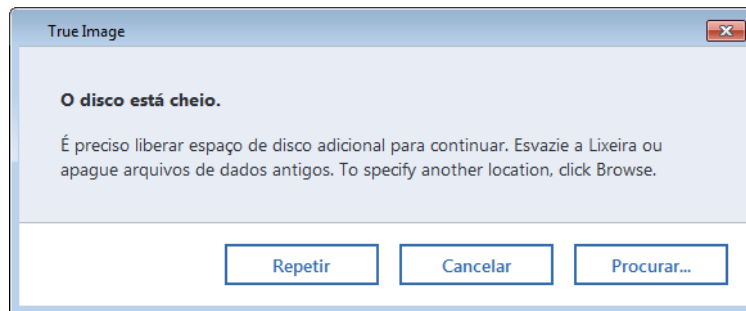 True Image
O disco está cheio.
É preciso liberar espaço de disco adicional para continuar. Esvazie a Lixeira ou
apague arquivos de dados antigos. To specify another location, click Browse.
Repetir
Cancelar
Procurar...